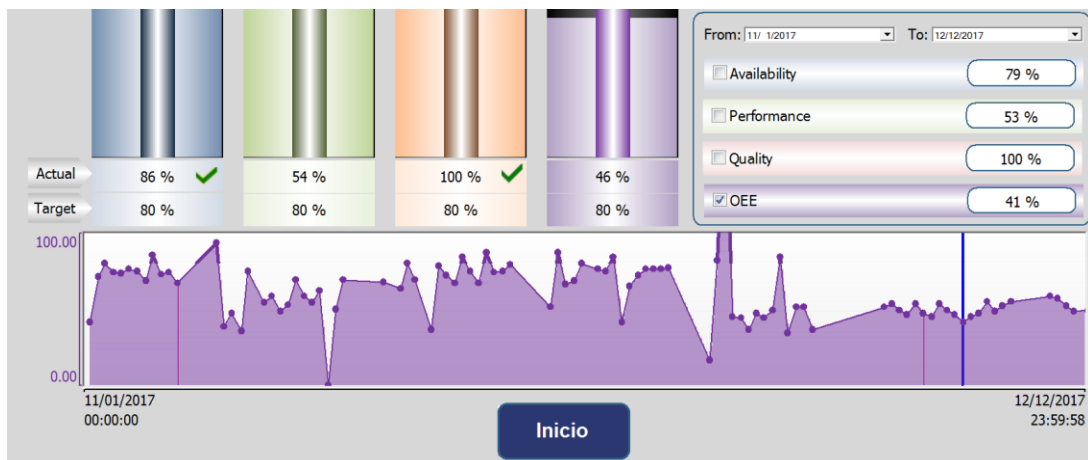 From: 11/ 1/2017 To: 12/12/2017
Availability 79 %
Performance 53 %
Quality 100 %
OEE 41 %
Actual 86 % 54 % 100 % 46 %
Target 80 % 80 % 80 % 80 %
100.00
0.00
11/01/2017 12/12/2017
00:00:00 23:59:58
Inicio